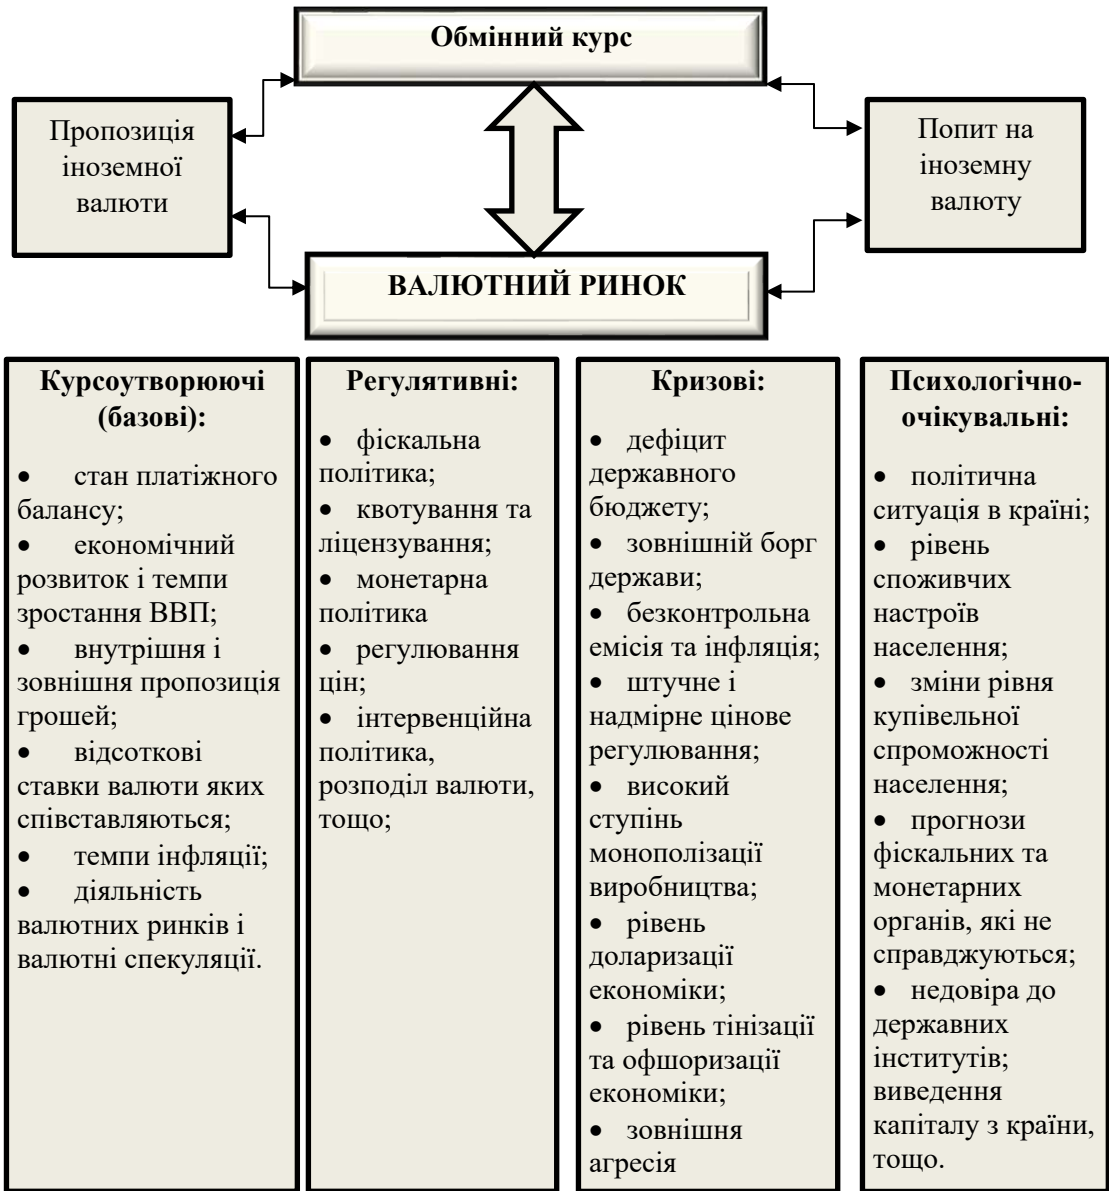 Обмінний курс
Пропозиція
іноземної
валюти
Попит на
іноземну
валюту
ВАЛЮТНИЙ РИНОК
Курсоутворюючі
(базові):
• стан платіжного
балансу;
• економічний
розвиток і темпи
зростання ВВП;
• внутрішня і
зовнішня пропозиція
грошей;
• відсоткові
ставки валюти яких
співставляються;
• темпи інфляції;
• діяльність
валютних ринків і
валютні спекуляції.
Регулятивні:
• фіскальна
політика;
• квотування та
ліцензування;
• монетарна
політика
• регулювання
цін;
• інтервенційна
політика,
розподіл валюти,
тощо;
Кризові:
• дефіцит
державного
бюджету;
• зовнішній борг
держави;
• безконтрольна
емісія та інфляція;
• штучне і
надмірне цінове
регулювання;
• високий
ступінь
монополізації
виробництва;
• рівень
доларизації
економіки;
• рівень тінізації
та офшоризації
економіки;
• зовнішня
агресія
Психологічно-
очікувальні:
• політична
ситуація в країні;
• рівень
споживчих
настроїв
населення;
• зміни рівня
купівельної
спроможності
населення;
• прогнози
фіскальних та
монетарних
органів, які не
справджуються;
• недовіра до
державних
інститутів;
виведення
капіталу з країни,
тощо.